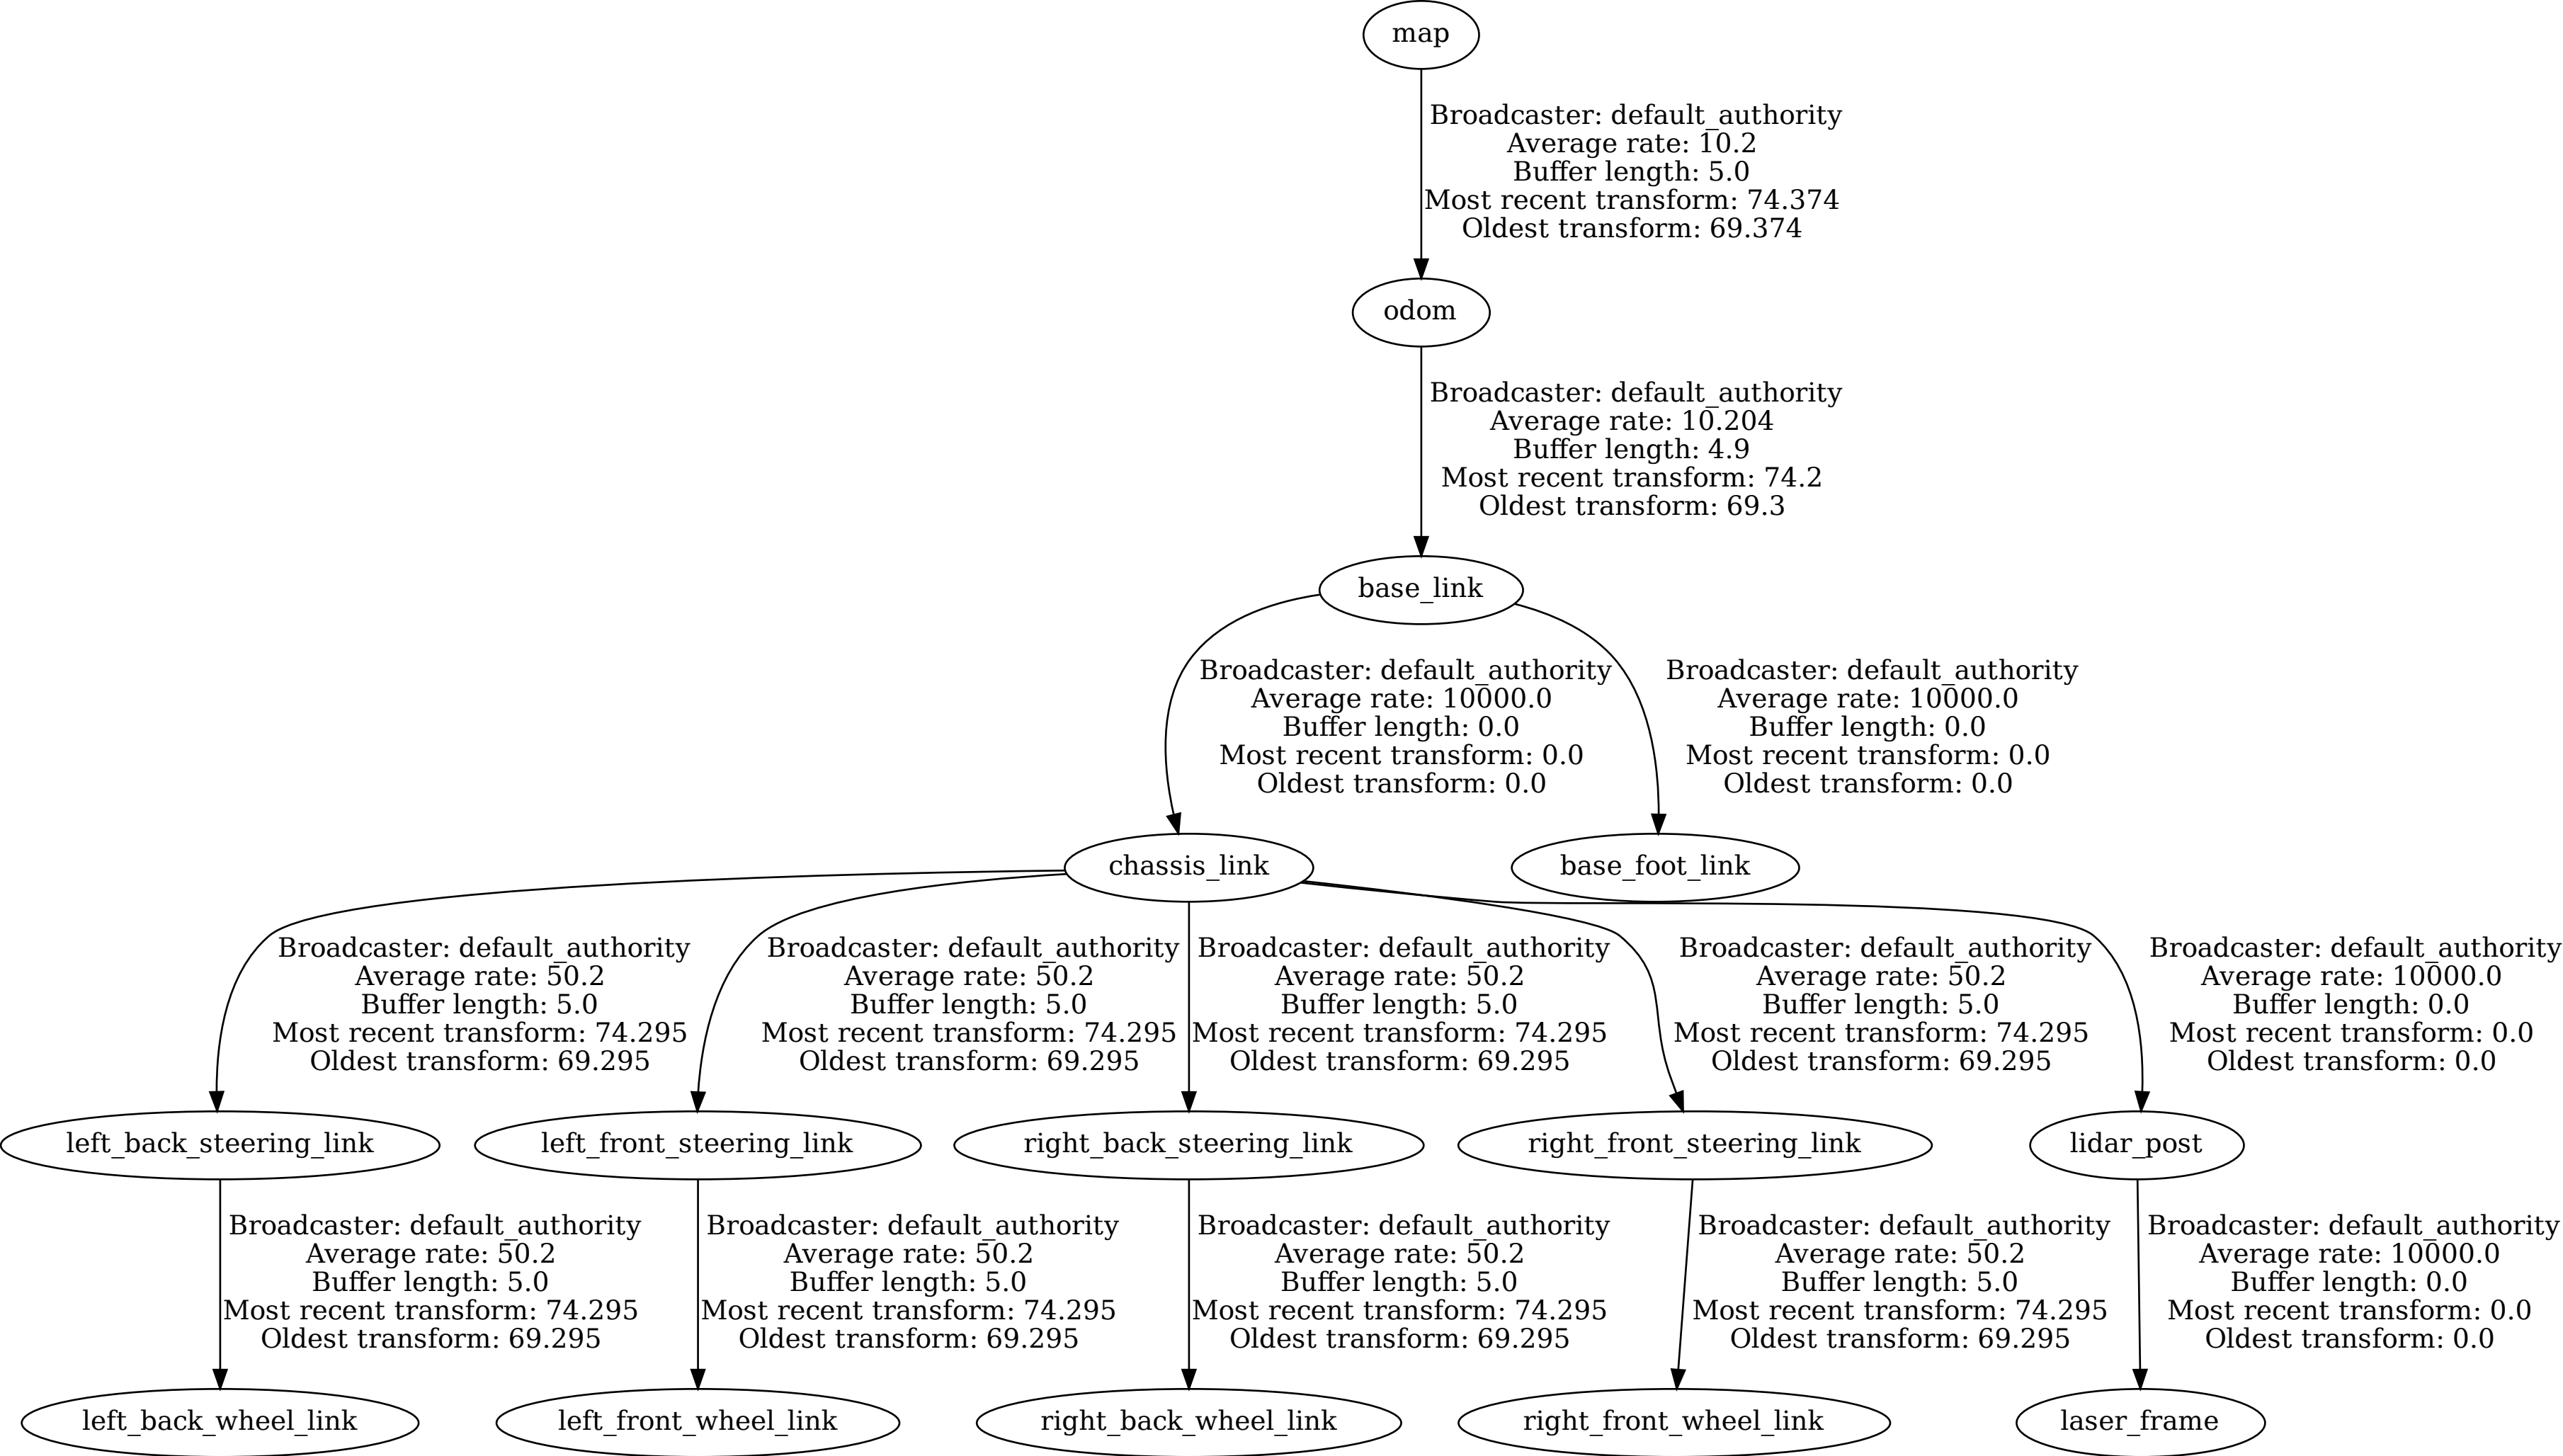 map
Broadcaster: default_authority
Average rate: 10.2
Buffer length: 5.0
Most recent transform: 74.374
Oldest transform: 69.374
odom
Broadcaster: default_authority
Average rate: 10.204
Buffer length: 4.9
Most recent transform: 74.2
Oldest transform: 69.3
base_link
Broadcaster: default_authority
Average rate: 10000.0
Buffer length: 0.0
Most recent transform: 0.0
Oldest transform: 0.0
Broadcaster: default_authority
Average rate: 10000.0
Buffer length: 0.0
Most recent transform: 0.0
Oldest transform: 0.0
chassis_link
base_foot_link
Broadcaster: default_authority
Average rate: 50.2
Buffer length: 5.0
Most recent transform: 74.295
Oldest transform: 69.295
Broadcaster: default_authority
Average rate: 50.2
Buffer length: 5.0
Most recent transform: 74.295
Oldest transform: 69.295
Broadcaster: default_authority
Average rate: 50.2
Buffer length: 5.0
Most recent transform: 74.295
Oldest transform: 69.295
Broadcaster: default_authority
Average rate: 50.2
Buffer length: 5.0
Most recent transform: 74.295
Oldest transform: 69.295
Broadcaster: default_authority
Average rate: 10000.0
Buffer length: 0.0
Most recent transform: 0.0
Oldest transform: 0.0
left_back_steering_link
left_front_steering_link
right_back_steering_link
right_front_steering_link
lidar_post
Broadcaster: default_authority
Average rate: 50.2
Buffer length: 5.0
Most recent transform: 74.295
Oldest transform: 69.295
Broadcaster: default_authority
Average rate: 50.2
Buffer length: 5.0
Most recent transform: 74.295
Oldest transform: 69.295
Broadcaster: default_authority
Average rate: 50.2
Buffer length: 5.0
Most recent transform: 74.295
Oldest transform: 69.295
Broadcaster: default_authority
Average rate: 50.2
Buffer length: 5.0
Most recent transform: 74.295
Oldest transform: 69.295
Broadcaster: default_authority
Average rate: 10000.0
Buffer length: 0.0
Most recent transform: 0.0
Oldest transform: 0.0
left_back_wheel_link
left_front_wheel_link
right_back_wheel_link
right_front_wheel_link
laser_frame